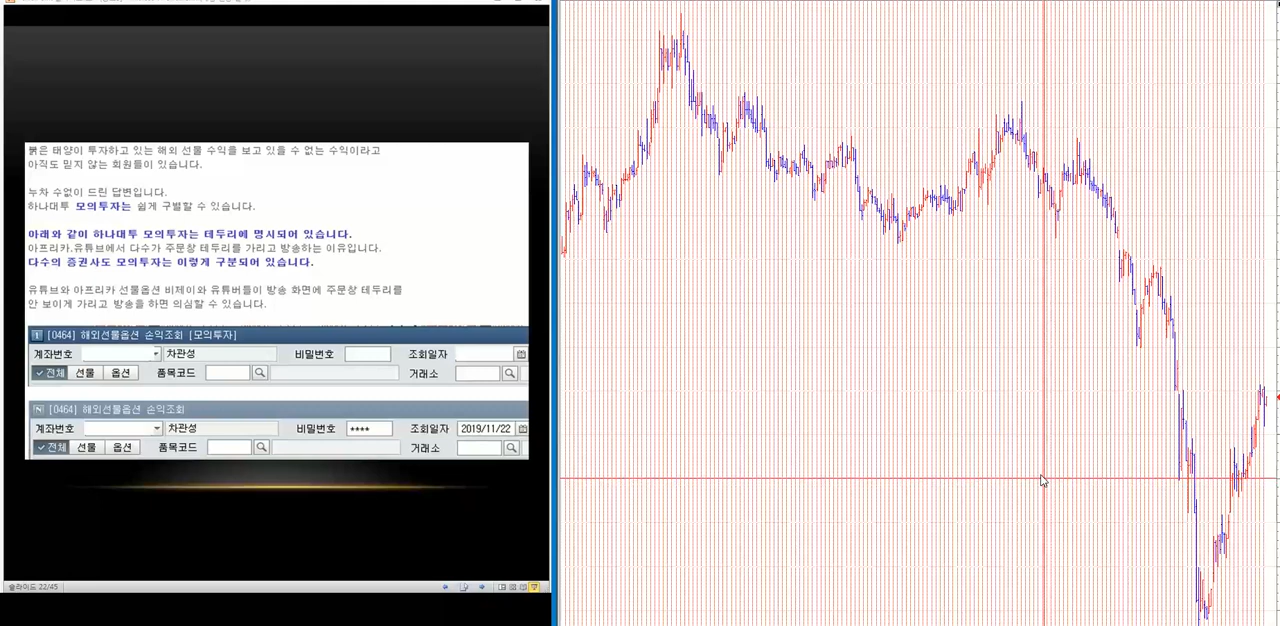 붉은 태양이 투자하고 있는 해외 선물 수익을 보고 있을 수 없는 수익이라고
아직도 믿지 않는 회원들이 있습니다.
누차 수없이 드린 답변입니다.
하나대투 모의투자는 쉽게 구별할 수 있습니다.
아래와 같이 하나대투 모의투자는 테두리에 명시되어 있습니다.
아프리카.유튜브에서 다수가 주문창 테두리를 가리고 방송하는 이유입니다.
다수의 증권사도 모의투자는 이렇게 구분되어 있습니다.
유튜브와 아프리카 선물옵션 비제이와 유튜버들이 방송 화면에 주문창 테두리를
안 보이게 가리고 방송을 하면 의심할 수 있습니다.
[0464] 해외선물옵션 손익조회 [모의투자]
계좌번호 차관성 비밀번호 조회일자
전체 선물 옵션 품목코드 거래소
[0464] 해외선물옵션 손익조회
계좌번호 차관성 비밀번호 **** 조회일자 2019/11/22
전체 선물 옵션 품목코드 거래소
슬라이드 22/45